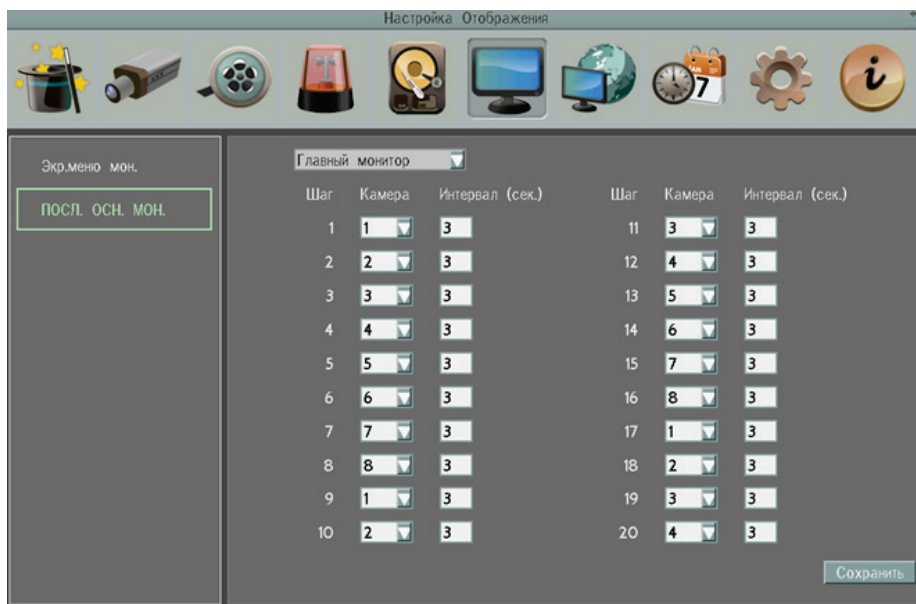 Настройка Отображения
7
i
Экр.меню мон.
ПОСЛ. ОСН. МОН.
Главный монитор
Шаг Камера Интервал (сек.) Шаг Камера Интервал (сек.)
1 1 3 11 3 3
2 2 3 12 4 3
3 3 3 13 5 3
4 4 3 14 6 3
5 5 3 15 7 3
6 6 3 16 8 3
7 7 3 17 1 3
8 8 3 18 2 3
9 1 3 19 3 3
10 2 3 20 4 3
Сохранить